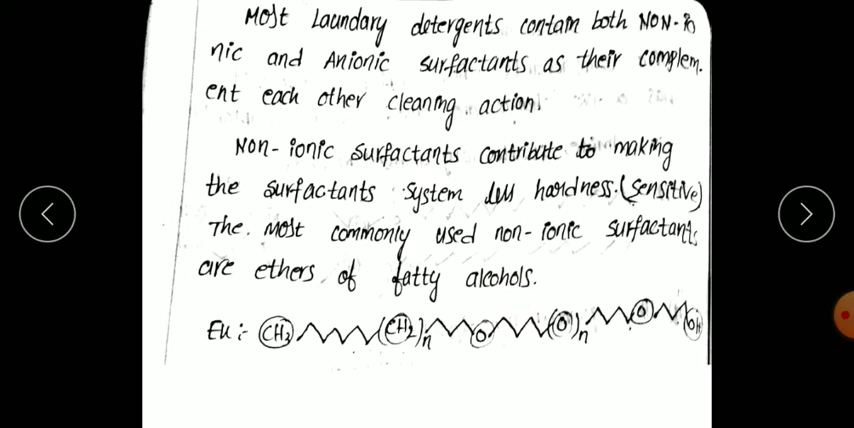 Most Laundary detergents contain both NON-io
nic and Anionic surfactants as their complem.
ent each other cleaning action.
NON-ionic surfactants contribute to making
the surfactants system less hardness.(sensitive)
The. Most commonly used non-ionic surfactants
are ethers of fatty alcohols.
Ex:- CH3 (CH2)n O (O)n O OH